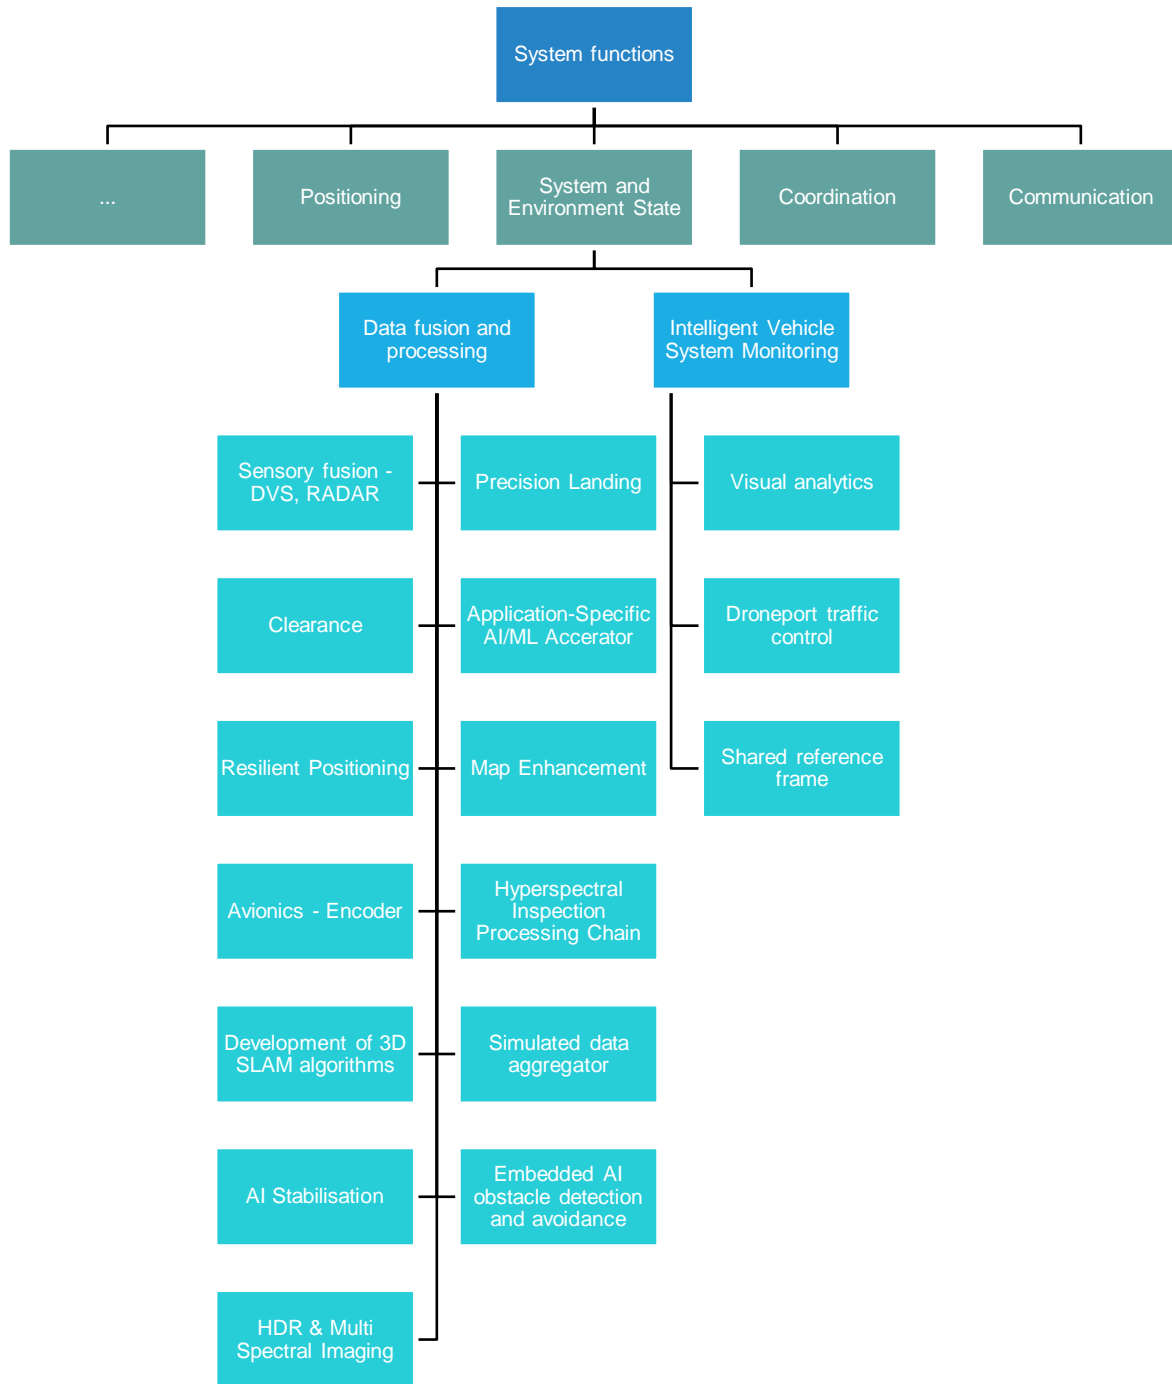 System functions
...
Positioning
System and
Environment State
Coordination
Communication
Data fusion and
processing
Intelligent Vehicle
System Monitoring
Sensory fusion -
DVS, RADAR
Precision Landing
Visual analytics
Clearance
Application-Specific
AI/ML Accerator
Droneport traffic
control
Resilient Positioning
Map Enhancement
Shared reference
frame
Avionics - Encoder
Hyperspectral
Inspection
Processing Chain
Development of 3D
SLAM algorithms
Simulated data
aggregator
AI Stabilisation
Embedded AI
obstacle detection
and avoidance
HDR & Multi
Spectral Imaging